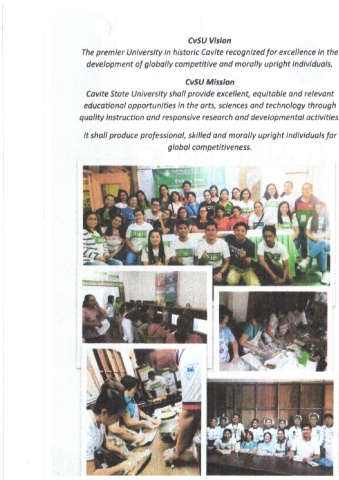 CvSU Vision
The premier University in historic Cavite recognized for excellence in the
development of globally competitive and morally upright individuals.
CvSU Mission
Cavite State University shall provide excellent, equitable and relevant
educational opportunities in the arts, sciences and technology through
quality instruction and responsive research and developmental activities.
it shall produce professional, skilled and morally upright individuals for
global competitiveness.